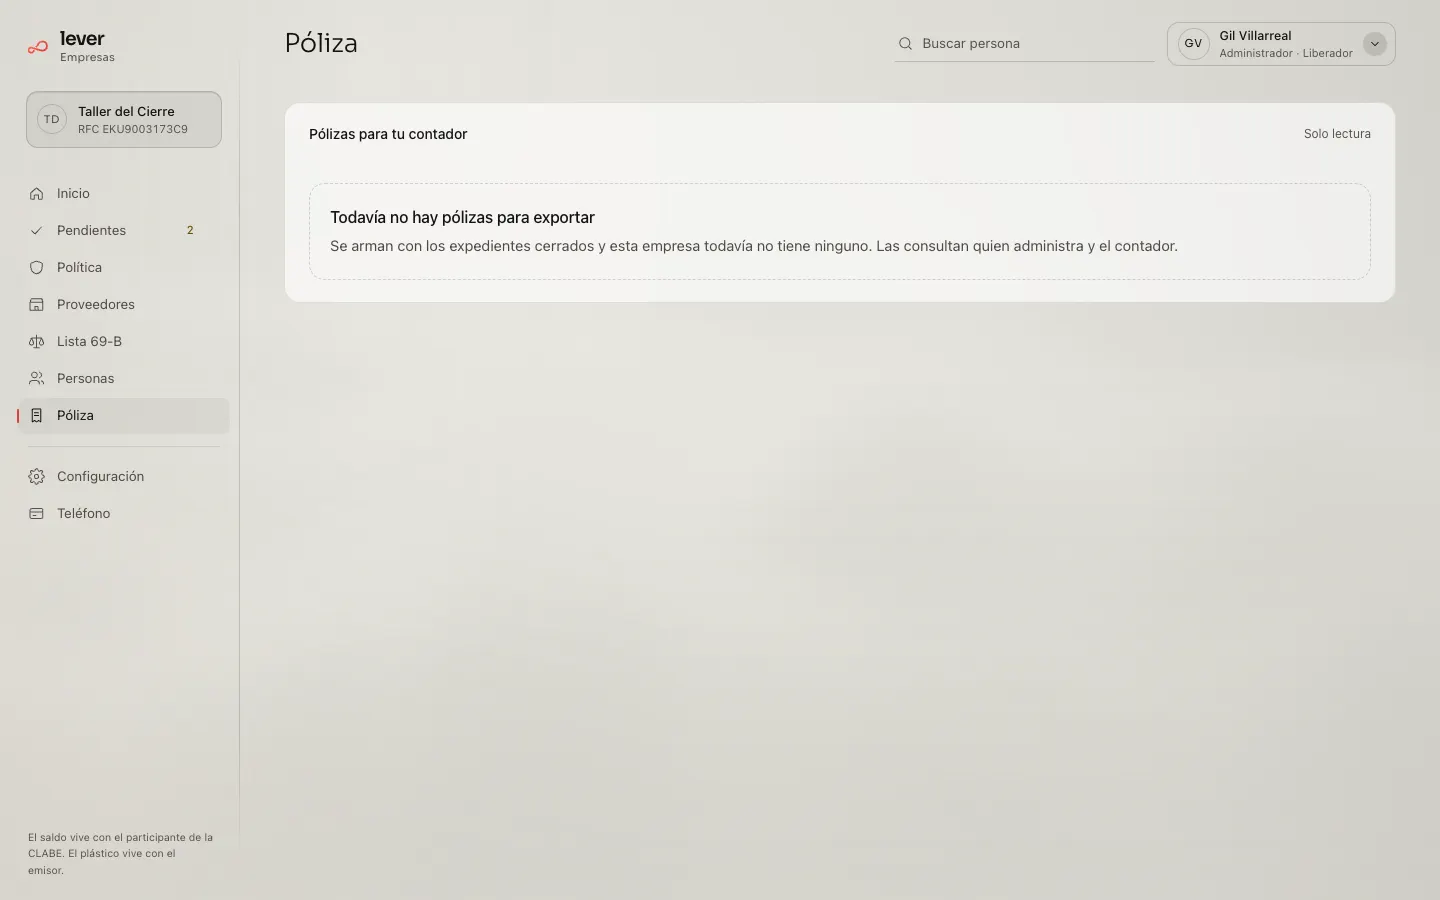 lever
Empresas
TD
Taller del Cierre
RFC EKU9003173C9
Inicio
Pendientes 2
Política
Proveedores
Lista 69-B
Personas
Póliza
Configuración
Teléfono
El saldo vive con el participante de la
CLABE. El plástico vive con el
emisor.
Póliza
Buscar persona
GV
Gil Villarreal
Administrador · Liberador
Pólizas para tu contador
Solo lectura
Todavía no hay pólizas para exportar
Se arman con los expedientes cerrados y esta empresa todavía no tiene ninguno. Las consultan quien administra y el contador.